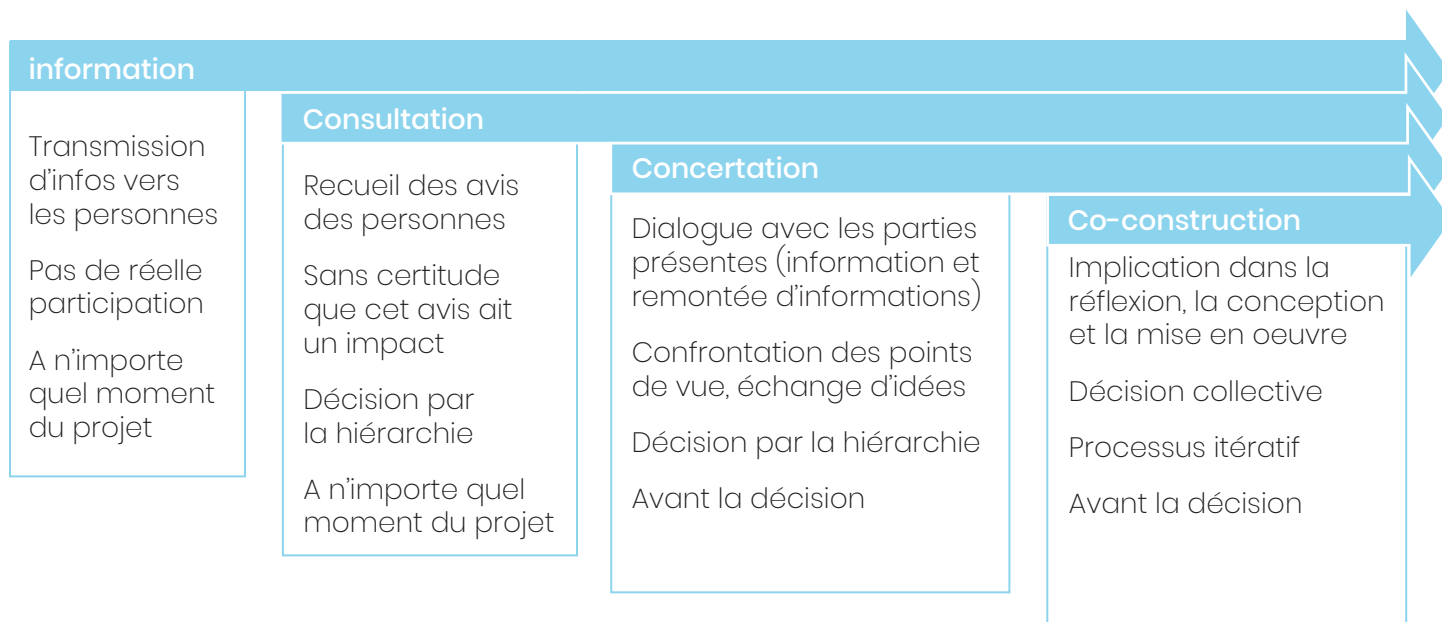 information
Transmission
d'infos vers
les personnes
Pas de réelle
participation
A n'importe
quel moment
du projet
Consultation
Recueil des avis
des personnes
Sans certitude
que cet avis ait
un impact
Décision par
la hiérarchie
A n'importe quel
moment du projet
Concertation
Dialogue avec les parties
présentes (information et
remontée d'informations)
Confrontation des points
de vue, échange d'idées
Décision par la hiérarchie
Avant la décision
Co-construction
Implication dans la
réflexion, la conception
et la mise en oeuvre
Décision collective
Processus itératif
Avant la décision